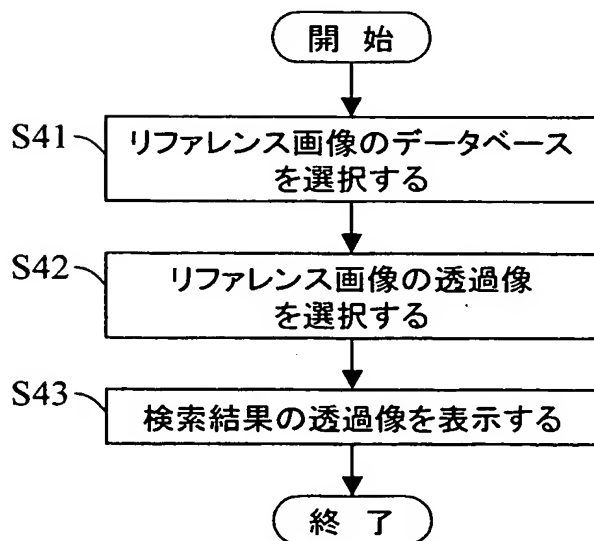 開 始
S41
リファレンス画像のデータベース
を選択する
S42
リファレンス画像の透過像
を選択する
S43
検索結果の透過像を表示する
終 了